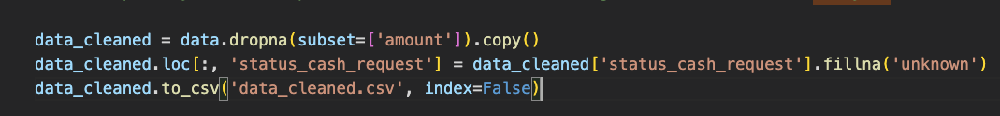 data_cleaned = data.dropna(subset=['amount']).copy()
data_cleaned.loc[:, 'status_cash_request'] = data_cleaned['status_cash_request'].fillna('unknown')
data_cleaned.to_csv('data_cleaned.csv', index=False)